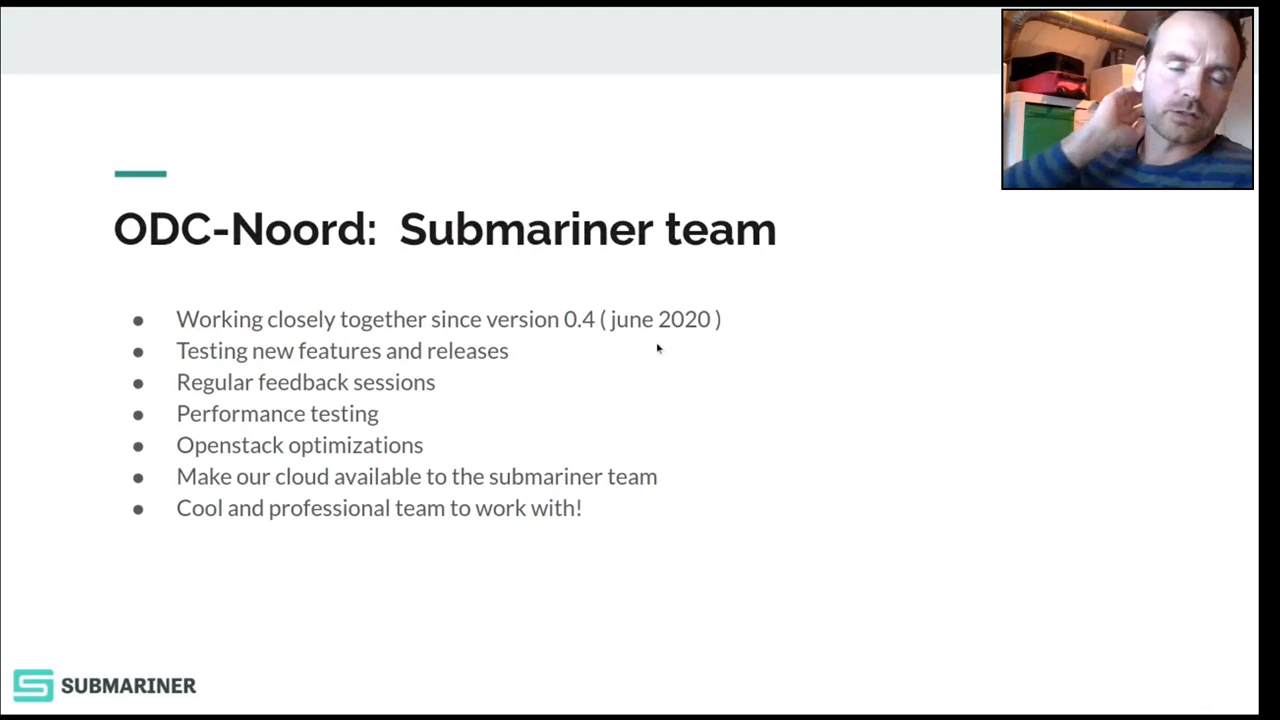 ODC-Noord: Submariner team
● Working closely together since version 0.4 ( june 2020 )
● Testing new features and releases
● Regular feedback sessions
● Performance testing
● Openstack optimizations
● Make our cloud available to the submariner team
● Cool and professional team to work with!
SUBMARINER